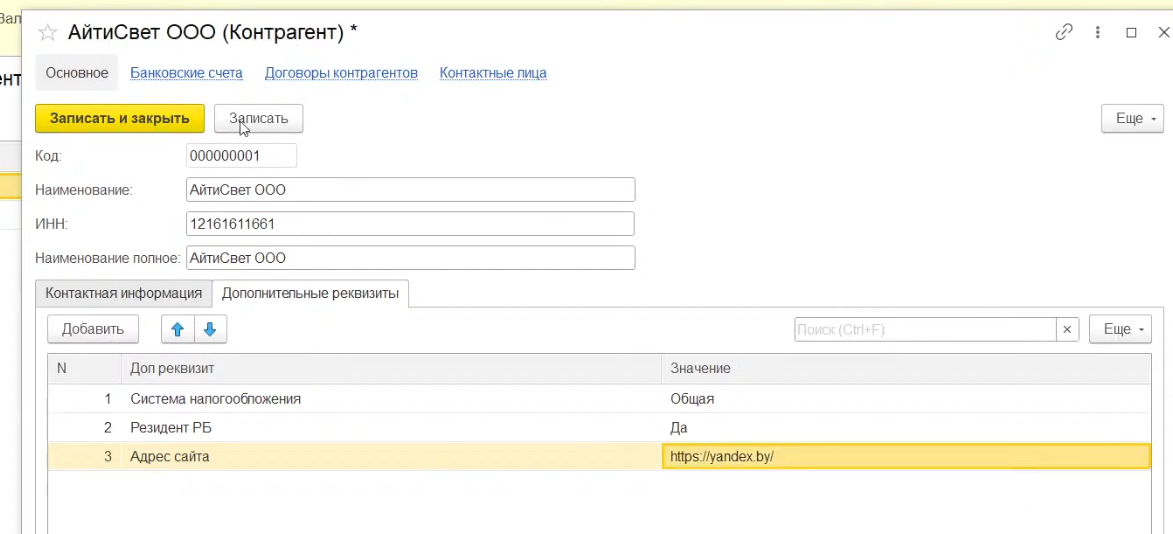 Зал
ент
АйтиСвет ООО (Контрагент) *
Основное Банковские счета Договоры контрагентов Контактные лица
Записать и закрыть Записать Еще
Код: 000000001
Наименование: АйтиСвет ООО
ИНН: 12161611661
Наименование полное: АйтиСвет ООО
Контактная информация Дополнительные реквизиты
Добавить Поиск (Ctrl+F) × Еще
N Доп реквизит Значение
1 Система налогообложения Общая
2 Резидент РБ Да
3 Адрес сайта https://yandex.by/